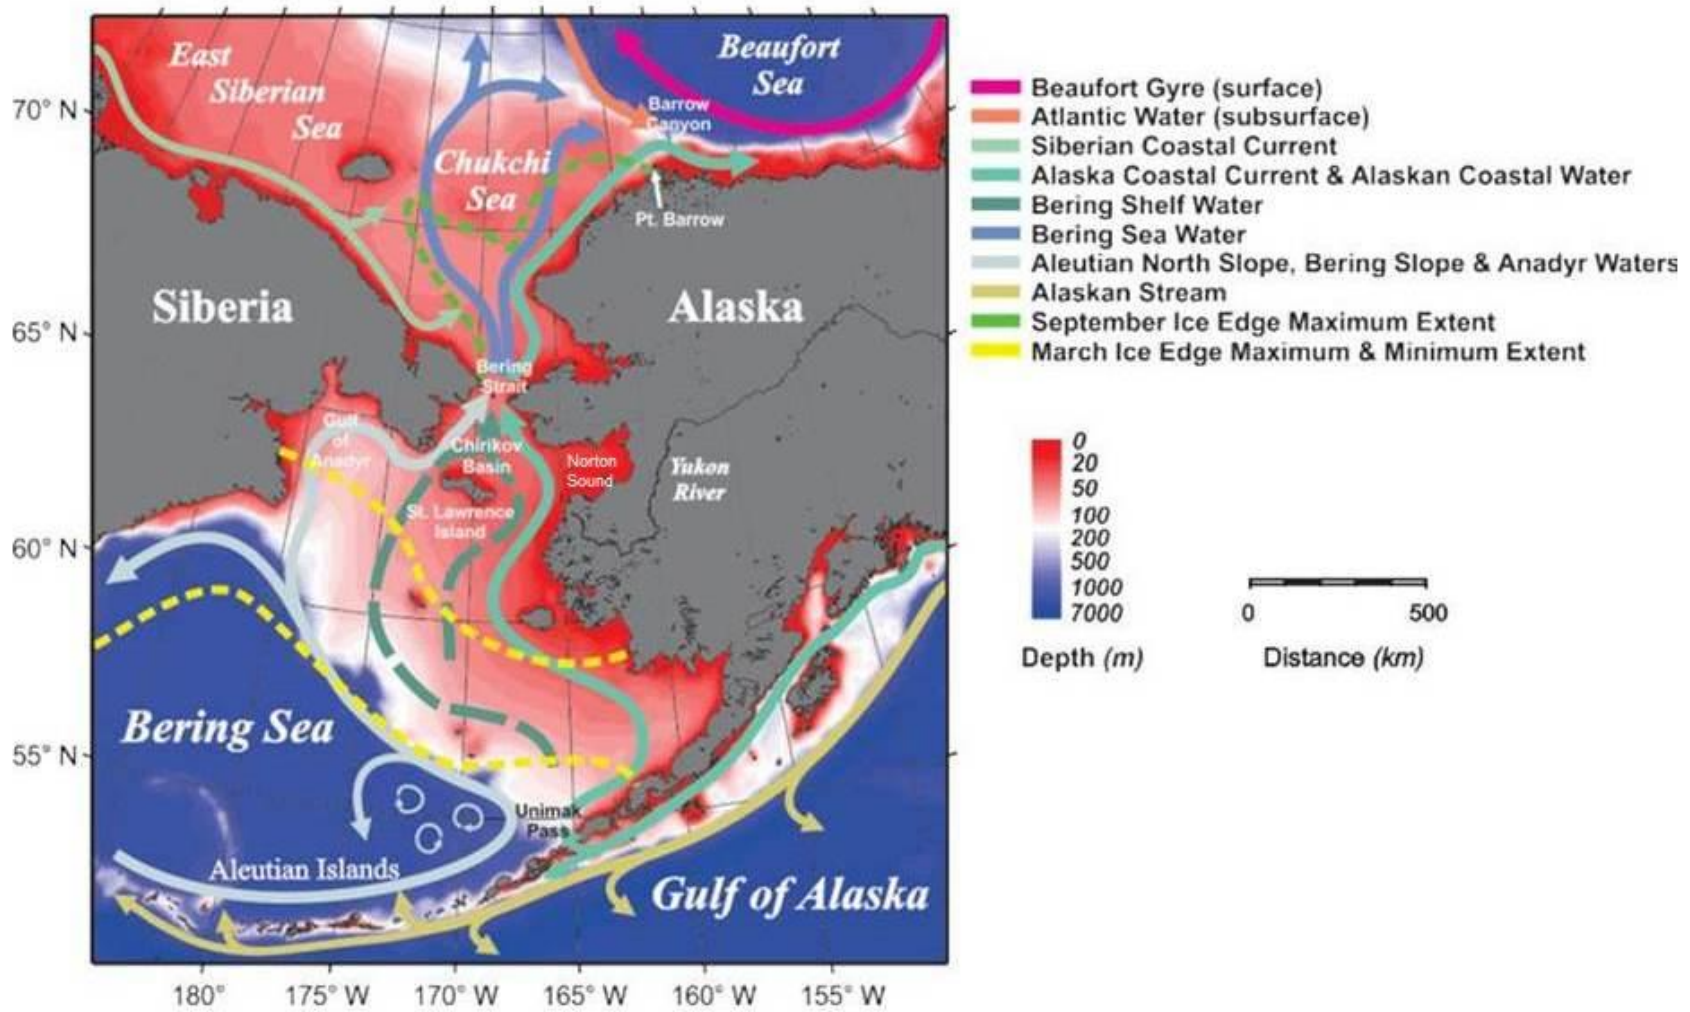 East
Siberian
Sea
Beaufort
Sea
Barrow
Canyon
Chukchi
Sea
Pt. Barrow
Siberia
Alaska
Bering
Strait
Gulf
of
Anadyr
Chirikov
Basin
Norton
Sound
Yukon
River
St. Lawrence
Island
Bering Sea
Unimak
Pass
Aleutian Islands
Gulf of Alaska
70° N
65° N
60° N
55° N
180°
175° W
170° W
165° W
160° W
155° W
Beaufort Gyre (surface)
Atlantic Water (subsurface)
Siberian Coastal Current
Alaska Coastal Current & Alaskan Coastal Water
Bering Shelf Water
Bering Sea Water
Aleutian North Slope, Bering Slope & Anadyr Waters
Alaskan Stream
September Ice Edge Maximum Extent
March Ice Edge Maximum & Minimum Extent
0
20
50
100
200
500
1000
7000
Depth (m)
0 500
Distance (km)